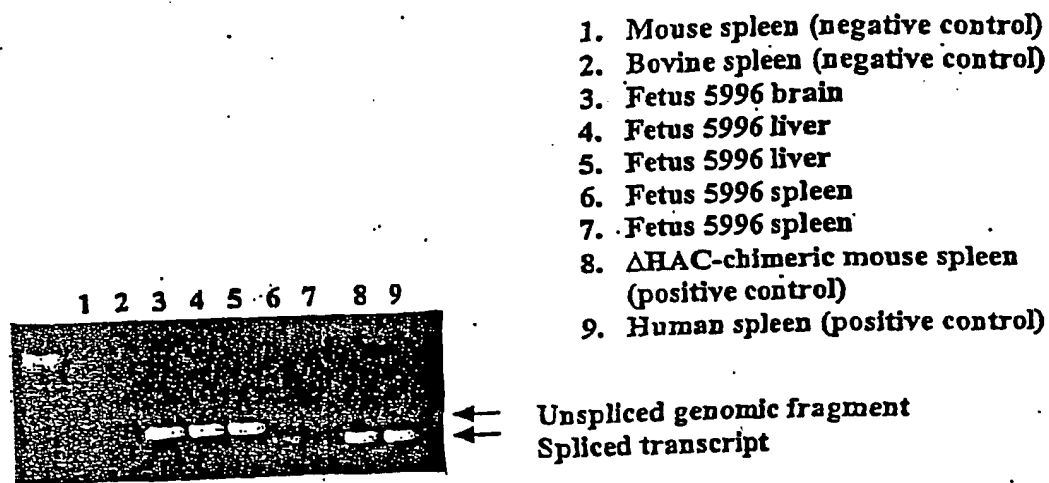 1. Mouse spleen (negative control)
2. Bovine spleen (negative control)
3. Fetus 5996 brain
4. Fetus 5996 liver
5. Fetus 5996 liver
6. Fetus 5996 spleen
7. Fetus 5996 spleen
8. ΔHAC-chimeric mouse spleen
(positive control)
9. Human spleen (positive control)
1 2 3 4 5 6 7 8 9
Unspliced genomic fragment
Spliced transcript